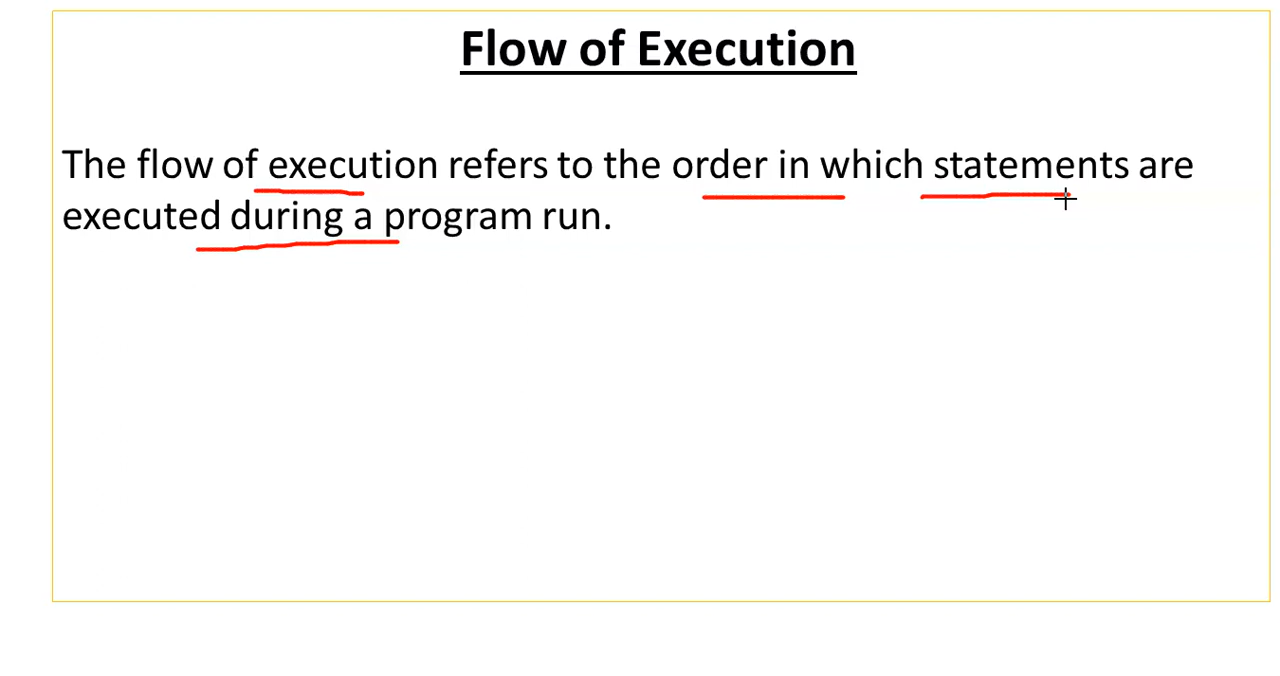 Flow of Execution
The flow of execution refers to the order in which statements are
executed during a program run.